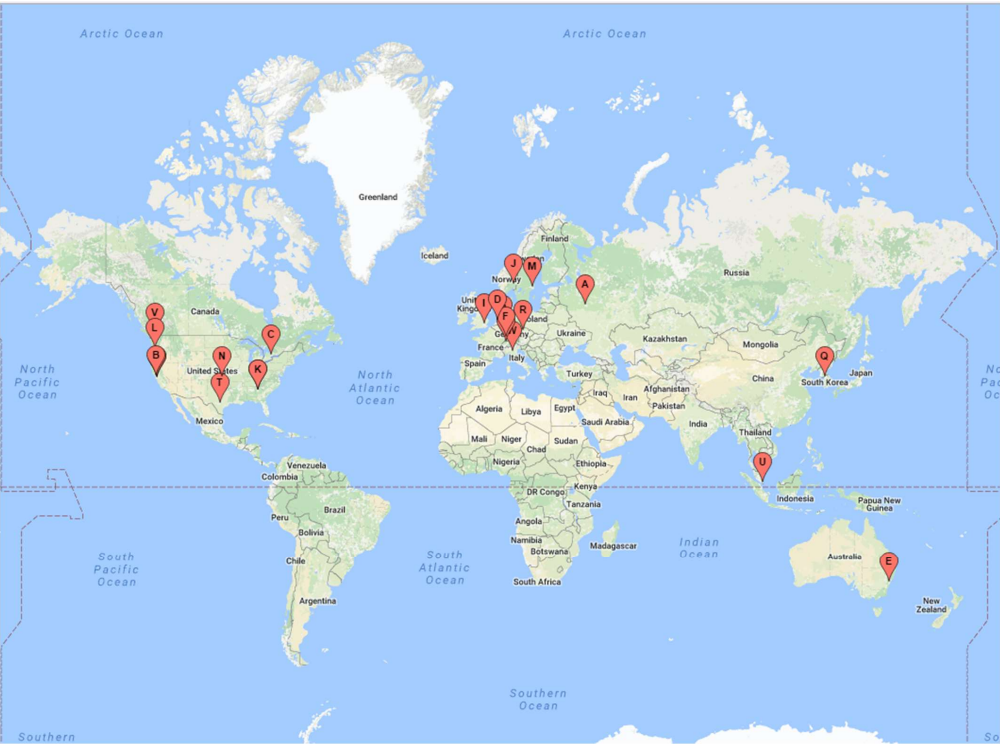 Arctic Ocean
Arctic Ocean
Greenland
Iceland
Finland
Norway
Russia
Canada
Ukraine
Kazakhstan
Mongolia
France
Spain
Italy
Turkey
China
Japan
South Korea
United States
Mexico
North
Pacific
Ocean
North
Atlantic
Ocean
Algeria
Libya
Egypt
Iraq
Iran
Afghanistan
Pakistan
Saudi Arabia
India
Thailand
Mali
Niger
Chad
Sudan
Nigeria
Ethiopia
Venezuela
Colombia
DR Congo
Kenya
Tanzania
Indonesia
Papua New
Guinea
Peru
Brazil
Bolivia
Angola
Namibia
Botswana
Madagascar
South Africa
Chile
Argentina
South
Pacific
Ocean
South
Atlantic
Ocean
Indian
Ocean
Australia
New
Zealand
Southern
Ocean
Southern
V
L
B
C
N
K
T
J
M
I
D
F
R
W
A
Q
U
E